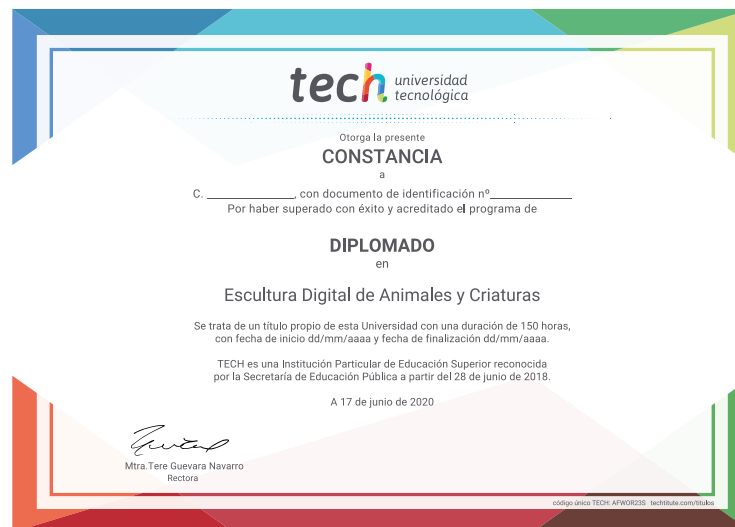 tech universidad
tecnológica
Otorga la presente
CONSTANCIA
a
C. ________________, con documento de identificación nº______________
Por haber superado con éxito y acreditado el programa de
DIPLOMADO
en
Escultura Digital de Animales y Criaturas
Se trata de un título propio de esta Universidad con una duración de 150 horas,
con fecha de inicio dd/mm/aaaa y fecha de finalización dd/mm/aaaa.
TECH es una Institución Particular de Educación Superior reconocida
por la Secretaría de Educación Pública a partir del 28 de junio de 2018.
A 17 de junio de 2020
Mtra.Tere Guevara Navarro
Rectora
código único TECH: AFWOR23S techtitute.com/titulos